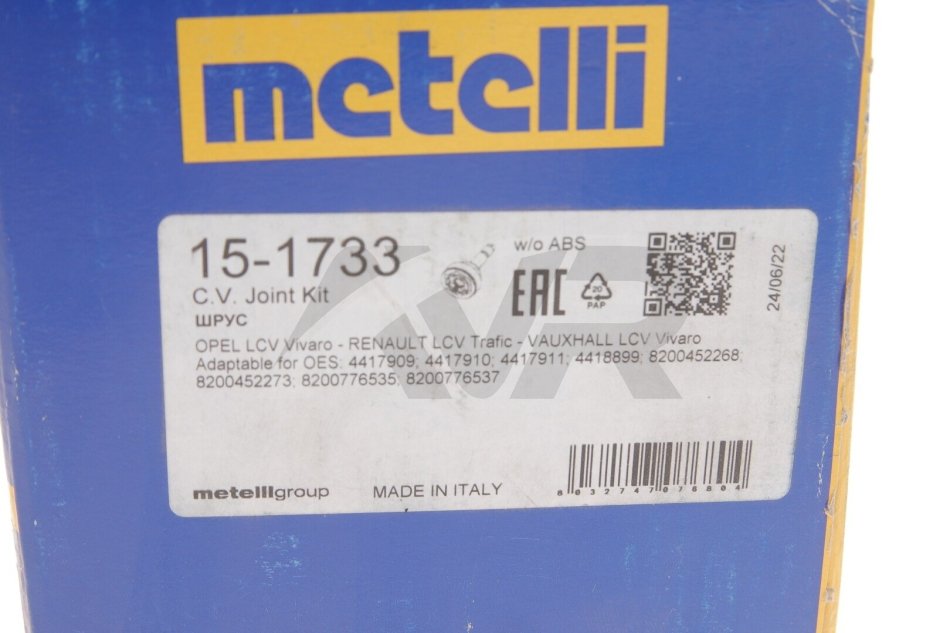 metelli
15-1733
w/o ABS
C.V. Joint Kit
EAC
20
PAP
24/06/22
ШРУС
OPEL LCV Vivaro - RENAULT LCV Trafic - VAUXHALL LCV Vivaro
Adaptable for OES: 4417909; 4417910; 4417911; 4418899; 8200452268;
8200452273; 8200776535; 8200776537
metelligroup
MADE IN ITALY
8032747076804